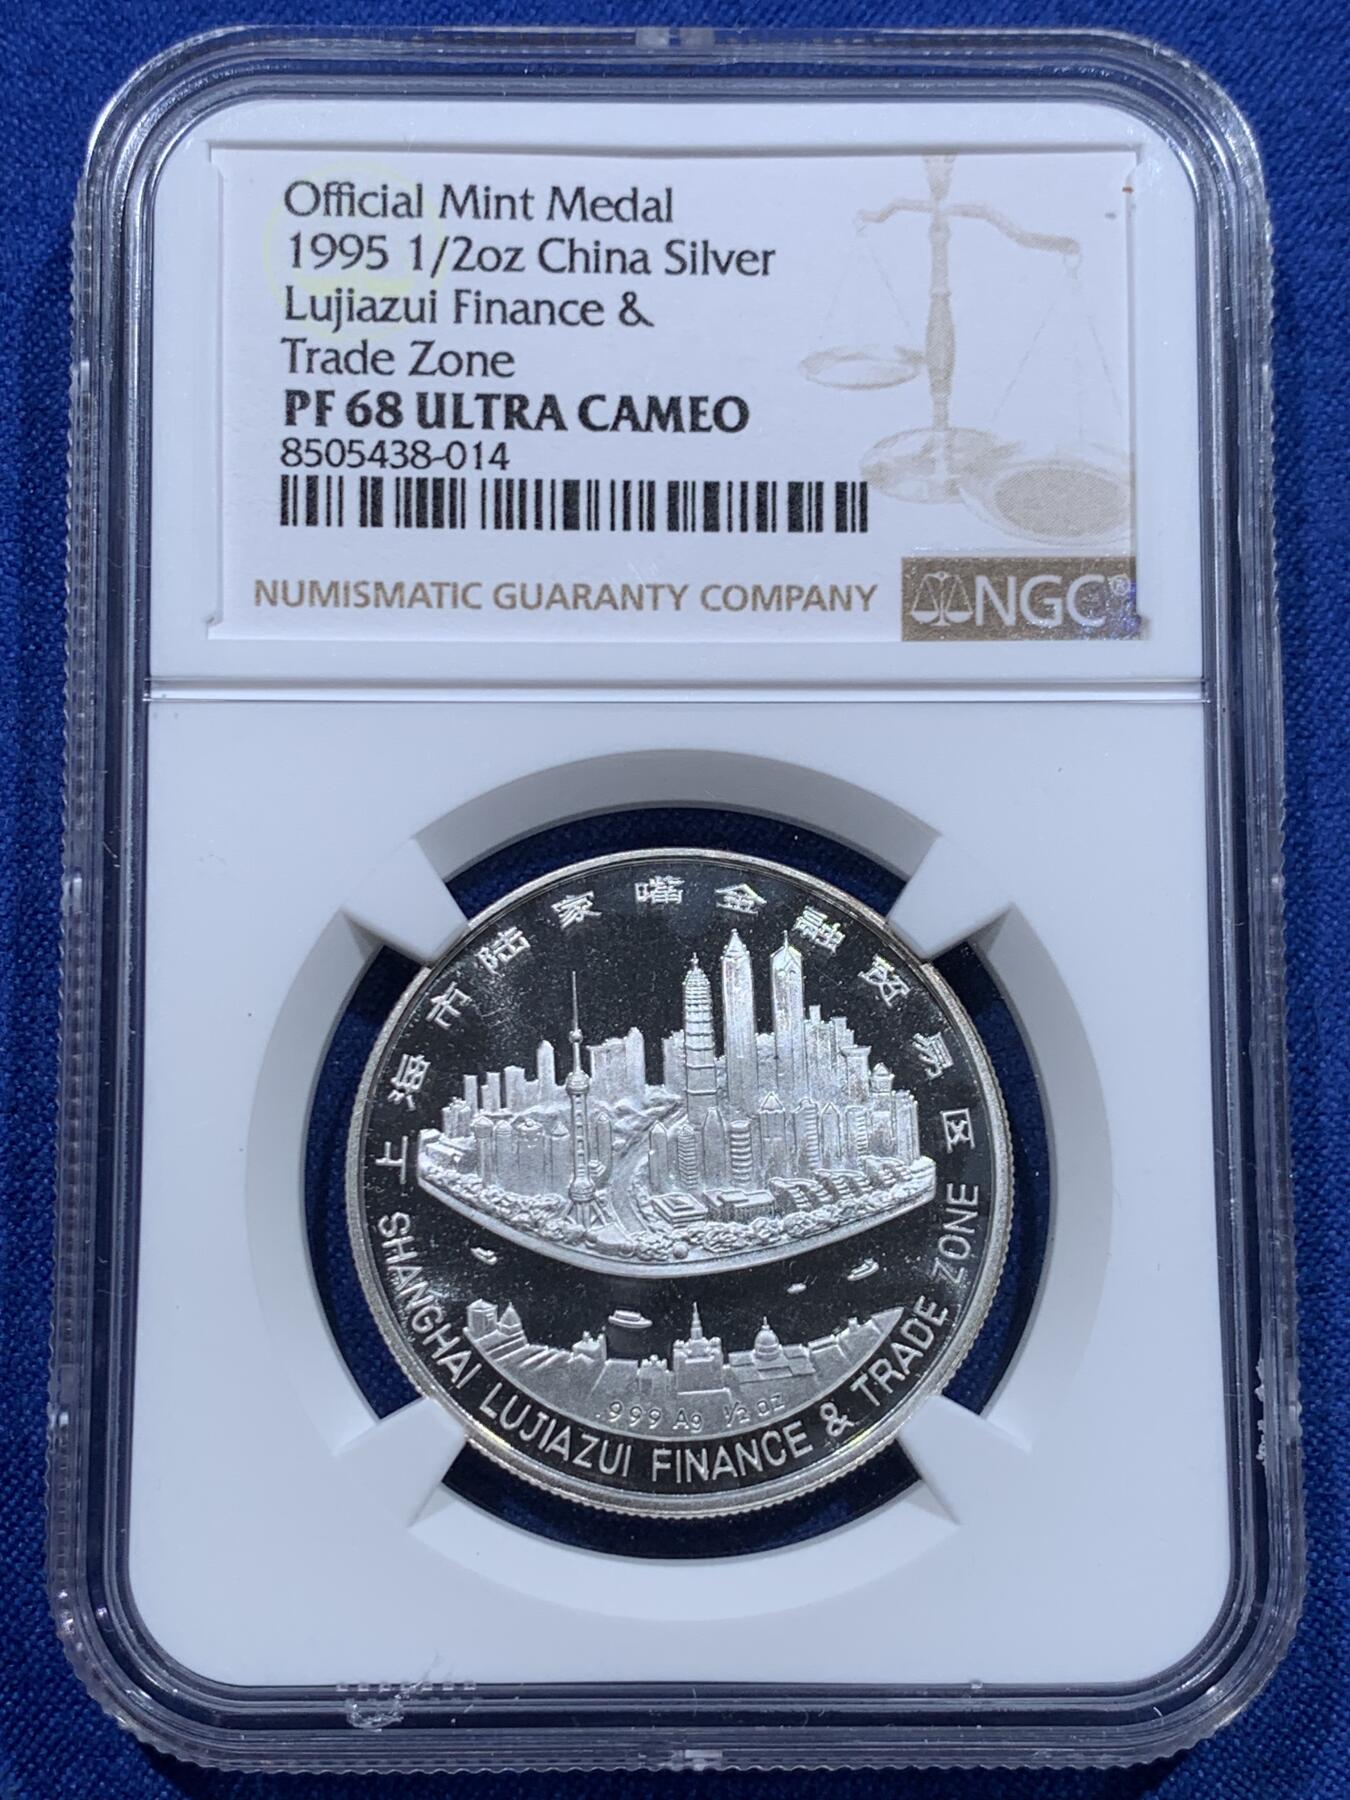 Official Mint Medal
1995 1/2oz China Silver
Lujiazui Finance &
Trade Zone
PF 68 ULTRA CAMEO
8505438-014
NUMISMATIC GUARANTY COMPANY
NGC®
上海市陆家嘴金融贸易区
.999 Ag 1/2 OZ
SHANGHAI LUJIAZUI FINANCE & TRADE ZONE